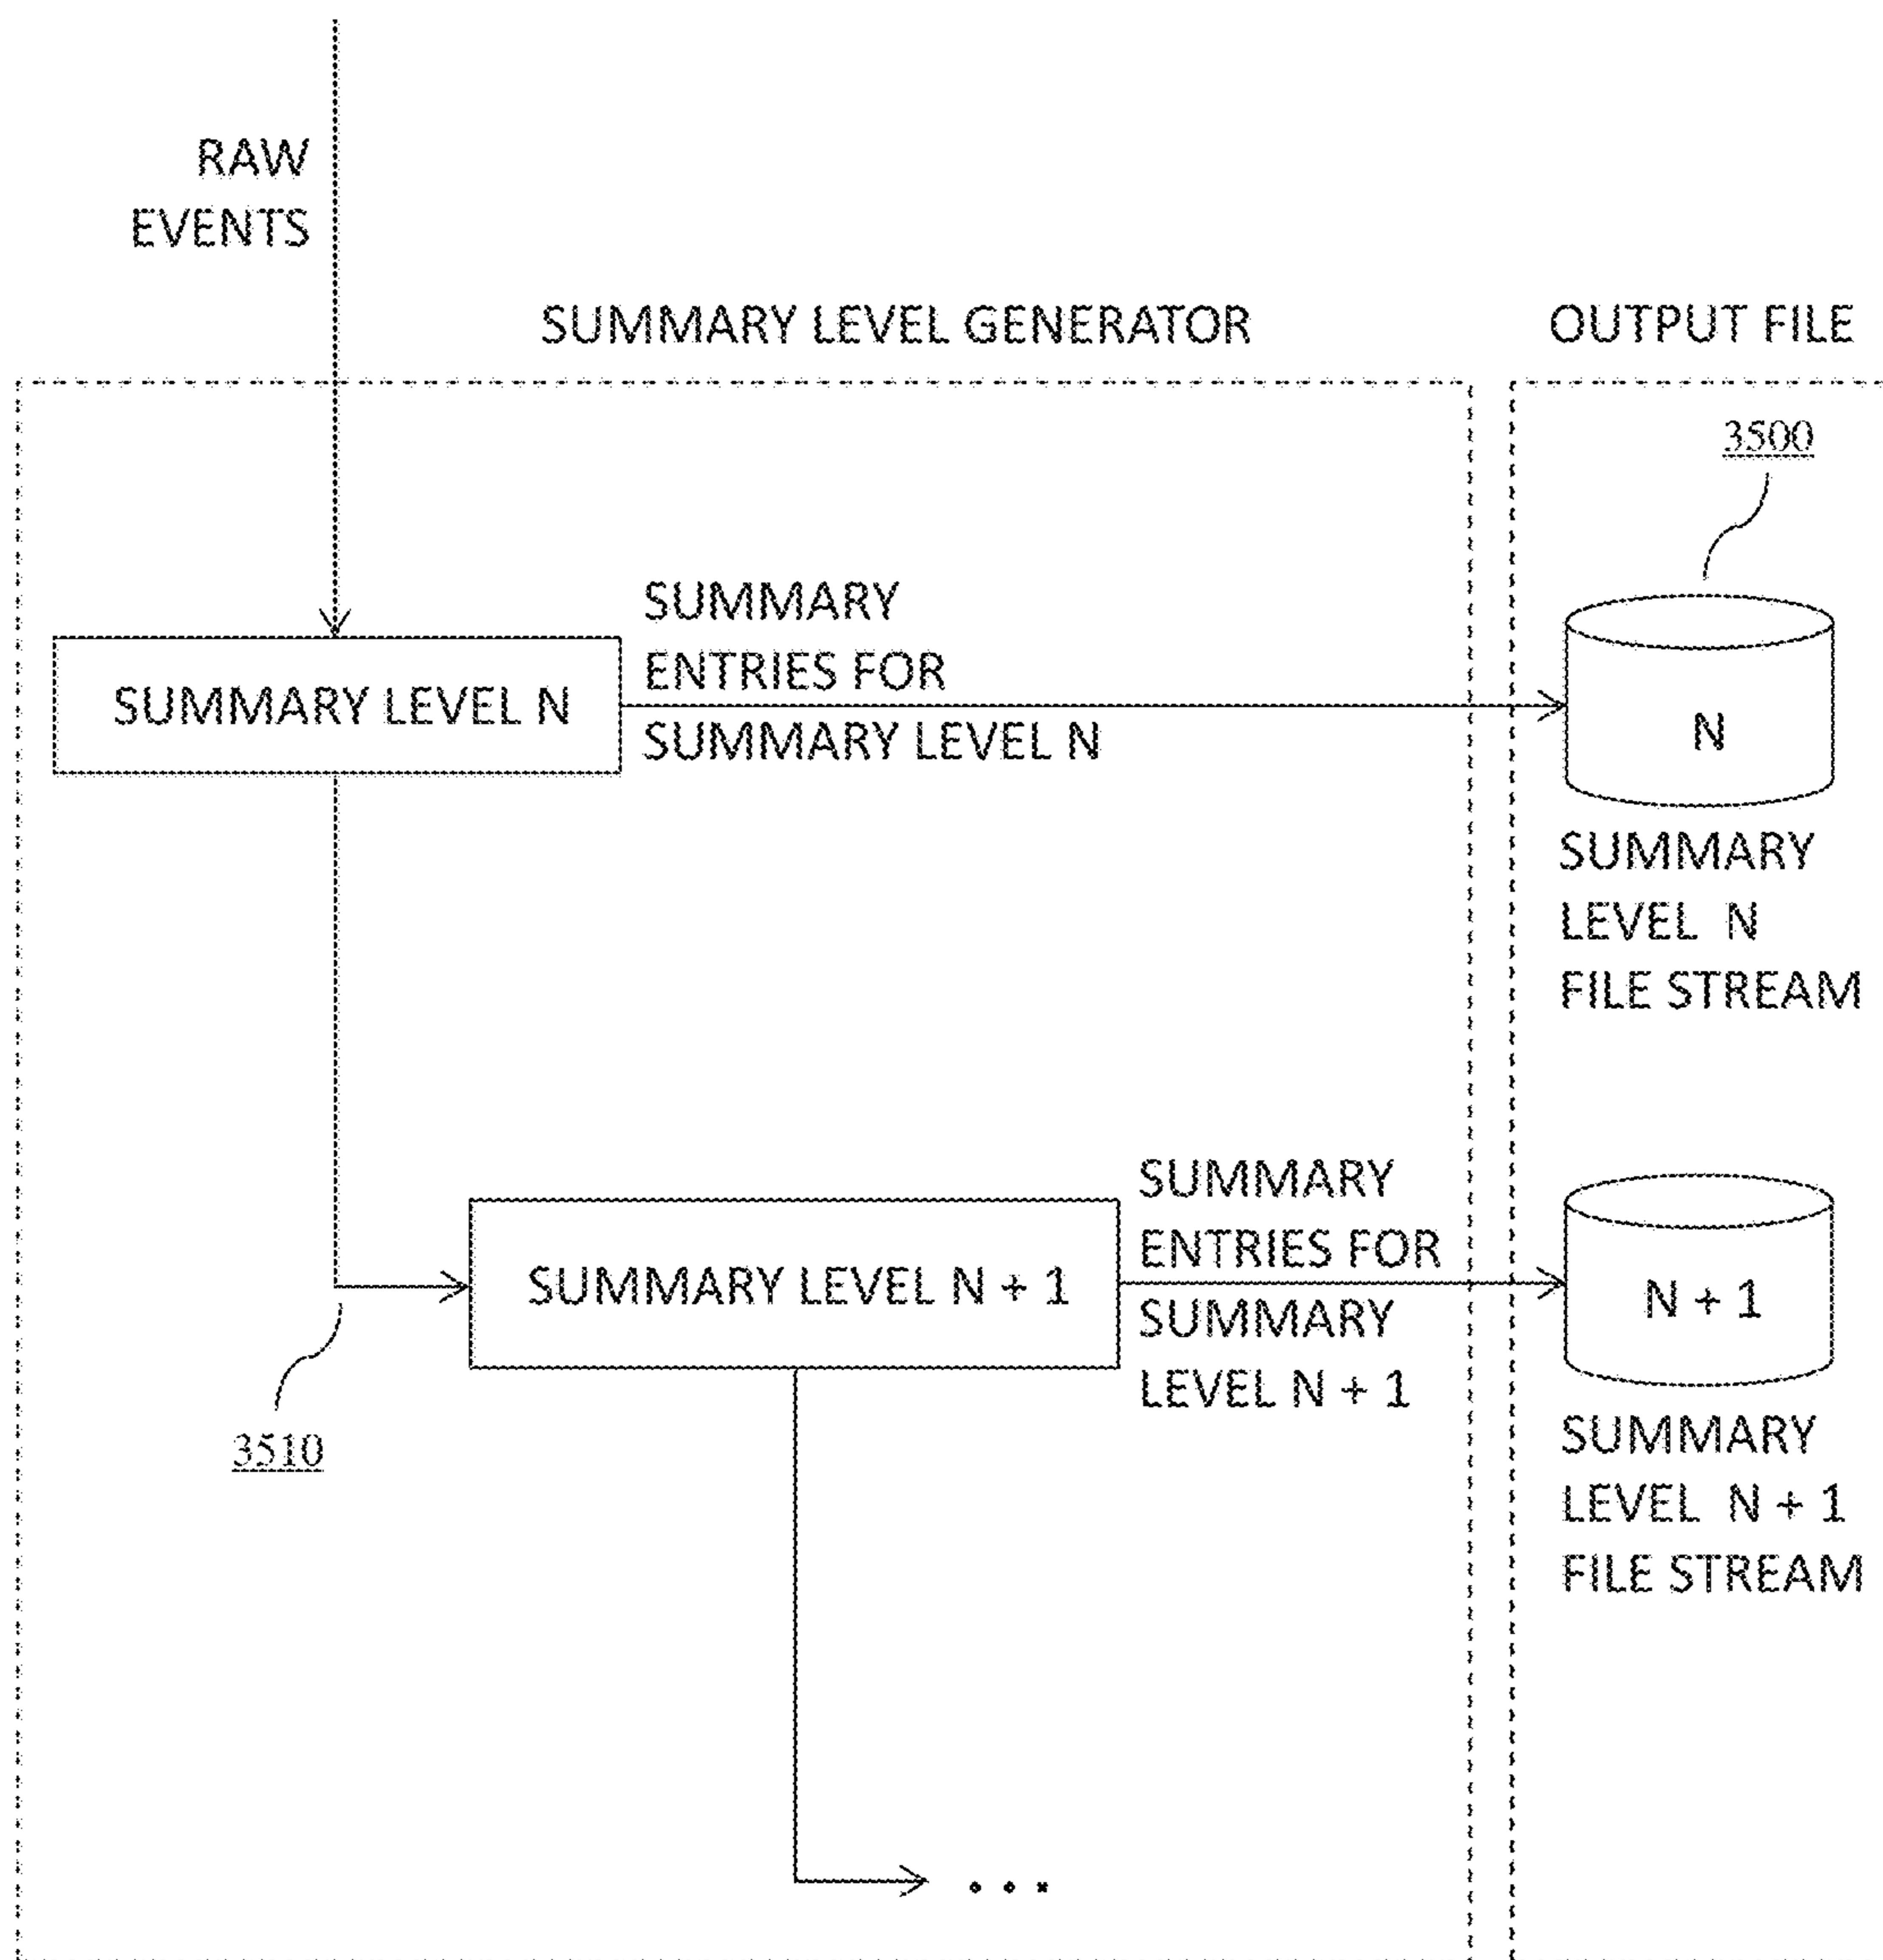 RAW
EVENTS
SUMMARY LEVEL GENERATOR
OUTPUT FILE
3500
SUMMARY
ENTRIES FOR
SUMMARY LEVEL N
SUMMARY LEVEL N
N
SUMMARY
LEVEL N
FILE STREAM
SUMMARY
ENTRIES FOR
SUMMARY
LEVEL N + 1
SUMMARY LEVEL N + 1
N + 1
3510
SUMMARY
LEVEL N + 1
FILE STREAM
...